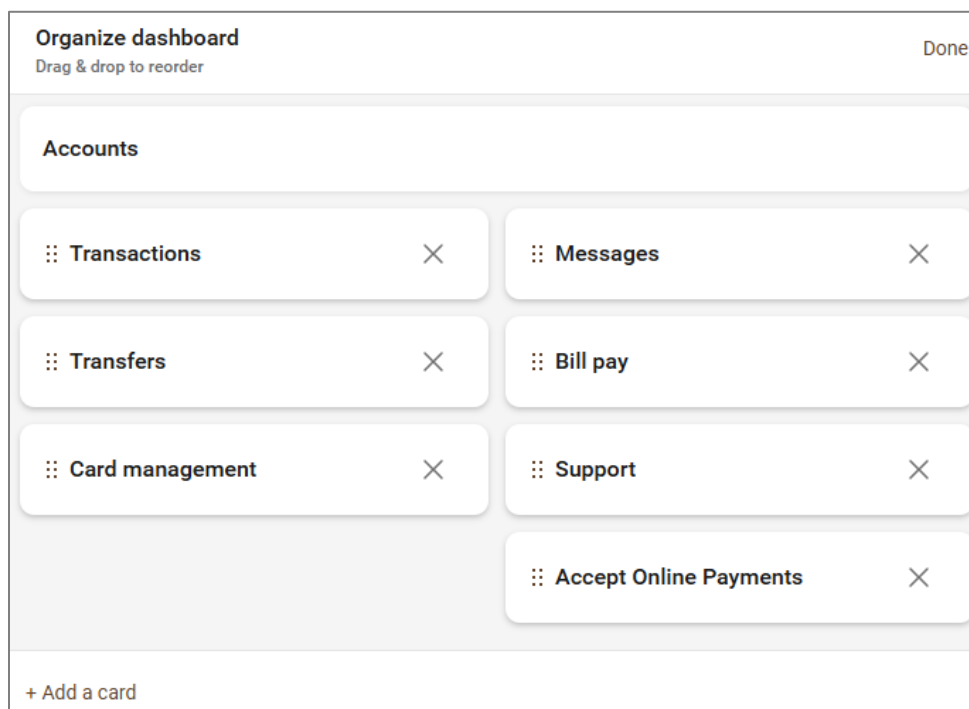 Organize dashboard
Drag & drop to reorder
Done
Accounts
Transactions
Messages
Transfers
Bill pay
Card management
Support
Accept Online Payments
+ Add a card